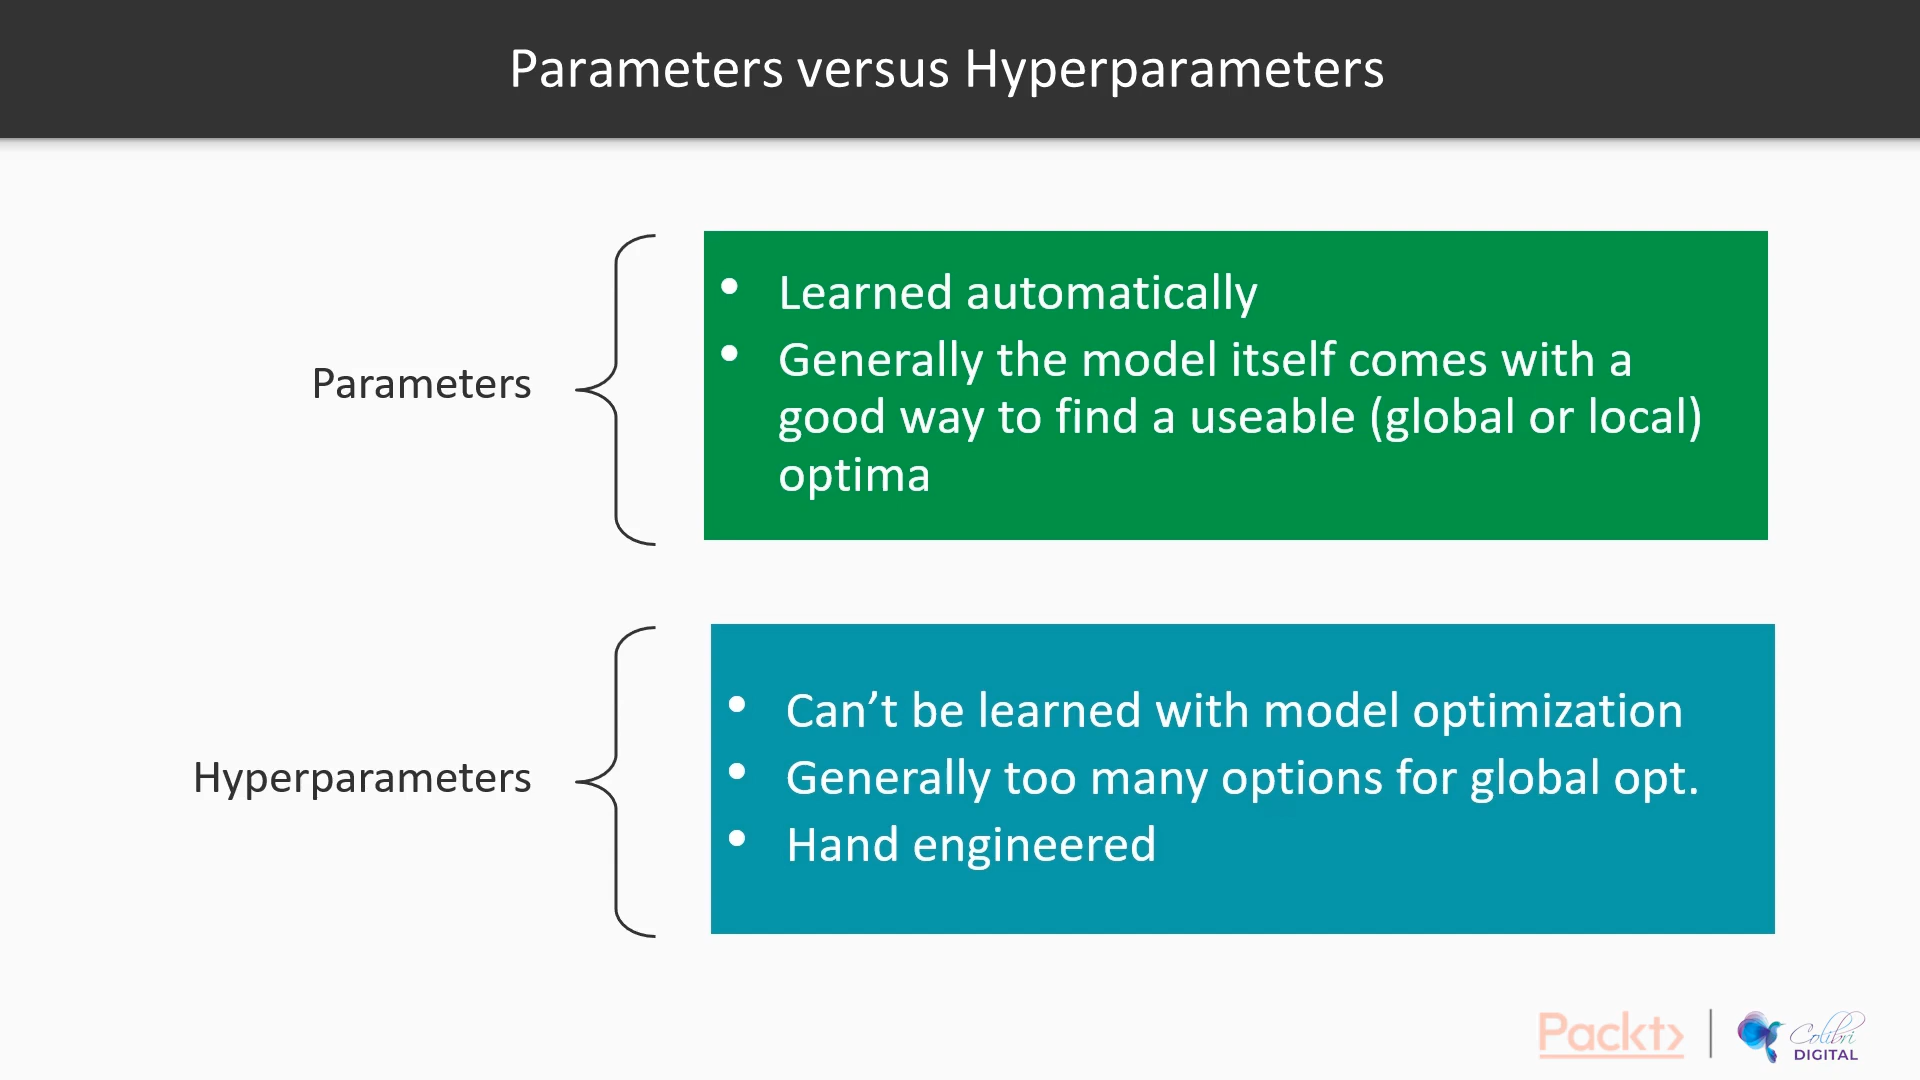 Parameters versus Hyperparameters
Parameters
• Learned automatically
• Generally the model itself comes with a
good way to find a useable (global or local)
optima
Hyperparameters
• Can’t be learned with model optimization
• Generally too many options for global opt.
• Hand engineered
Packt>
Colibri
DIGITAL